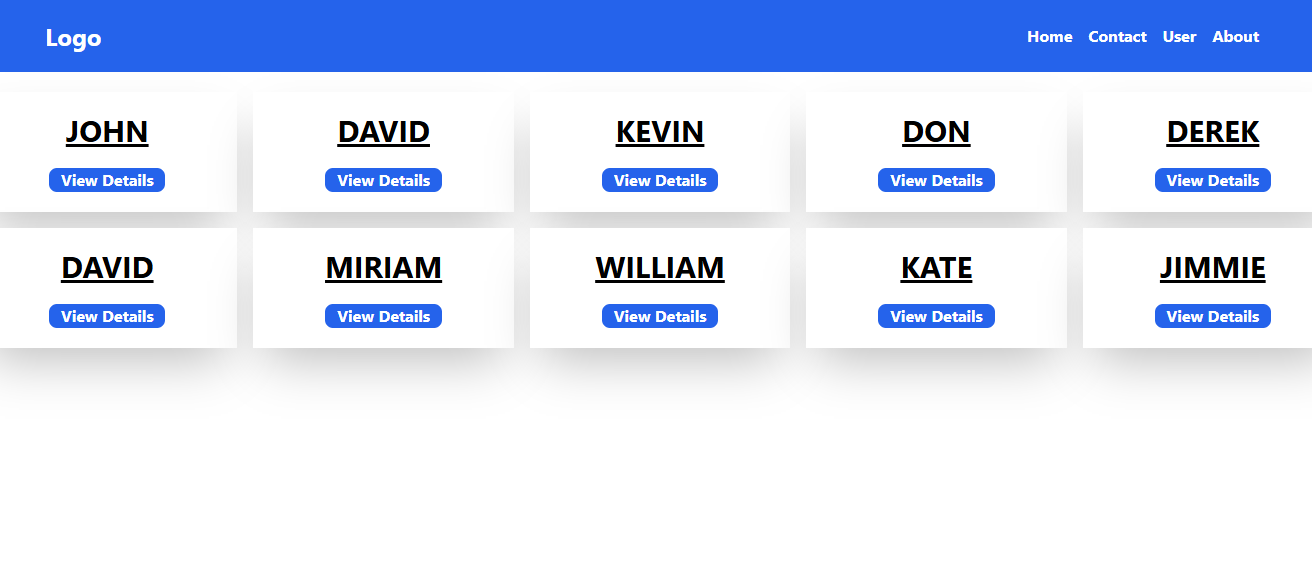 Logo
Home Contact User About
JOHN
DAVID
KEVIN
DON
DEREK
View Details
View Details
View Details
View Details
View Details
DAVID
MIRIAM
WILLIAM
KATE
JIMMIE
View Details
View Details
View Details
View Details
View Details